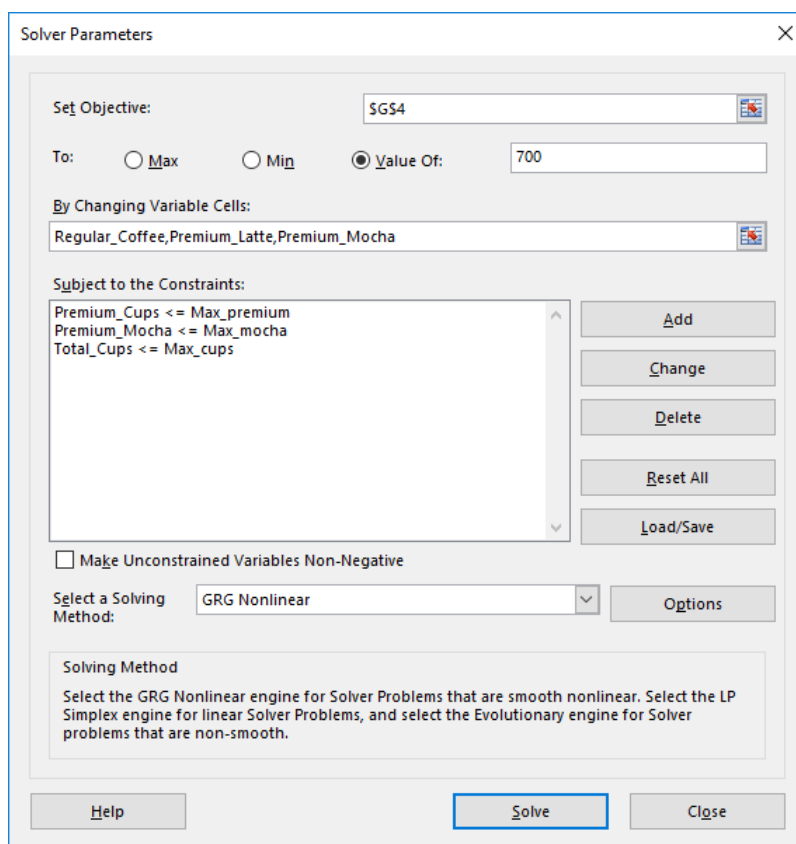 Solver Parameters
Set Objective:
$G$4
To:
Max
Min
Value Of:
700
By Changing Variable Cells:
Regular_Coffee,Premium_Latte,Premium_Mocha
Subject to the Constraints:
Premium_Cups <= Max_premium
Premium_Mocha <= Max_mocha
Total_Cups <= Max_cups
Add
Change
Delete
Reset All
Load/Save
Make Unconstrained Variables Non-Negative
Select a Solving
Method:
GRG Nonlinear
Options
Solving Method
Select the GRG Nonlinear engine for Solver Problems that are smooth nonlinear. Select the LP
Simplex engine for linear Solver Problems, and select the Evolutionary engine for Solver
problems that are non-smooth.
Help
Solve
Close